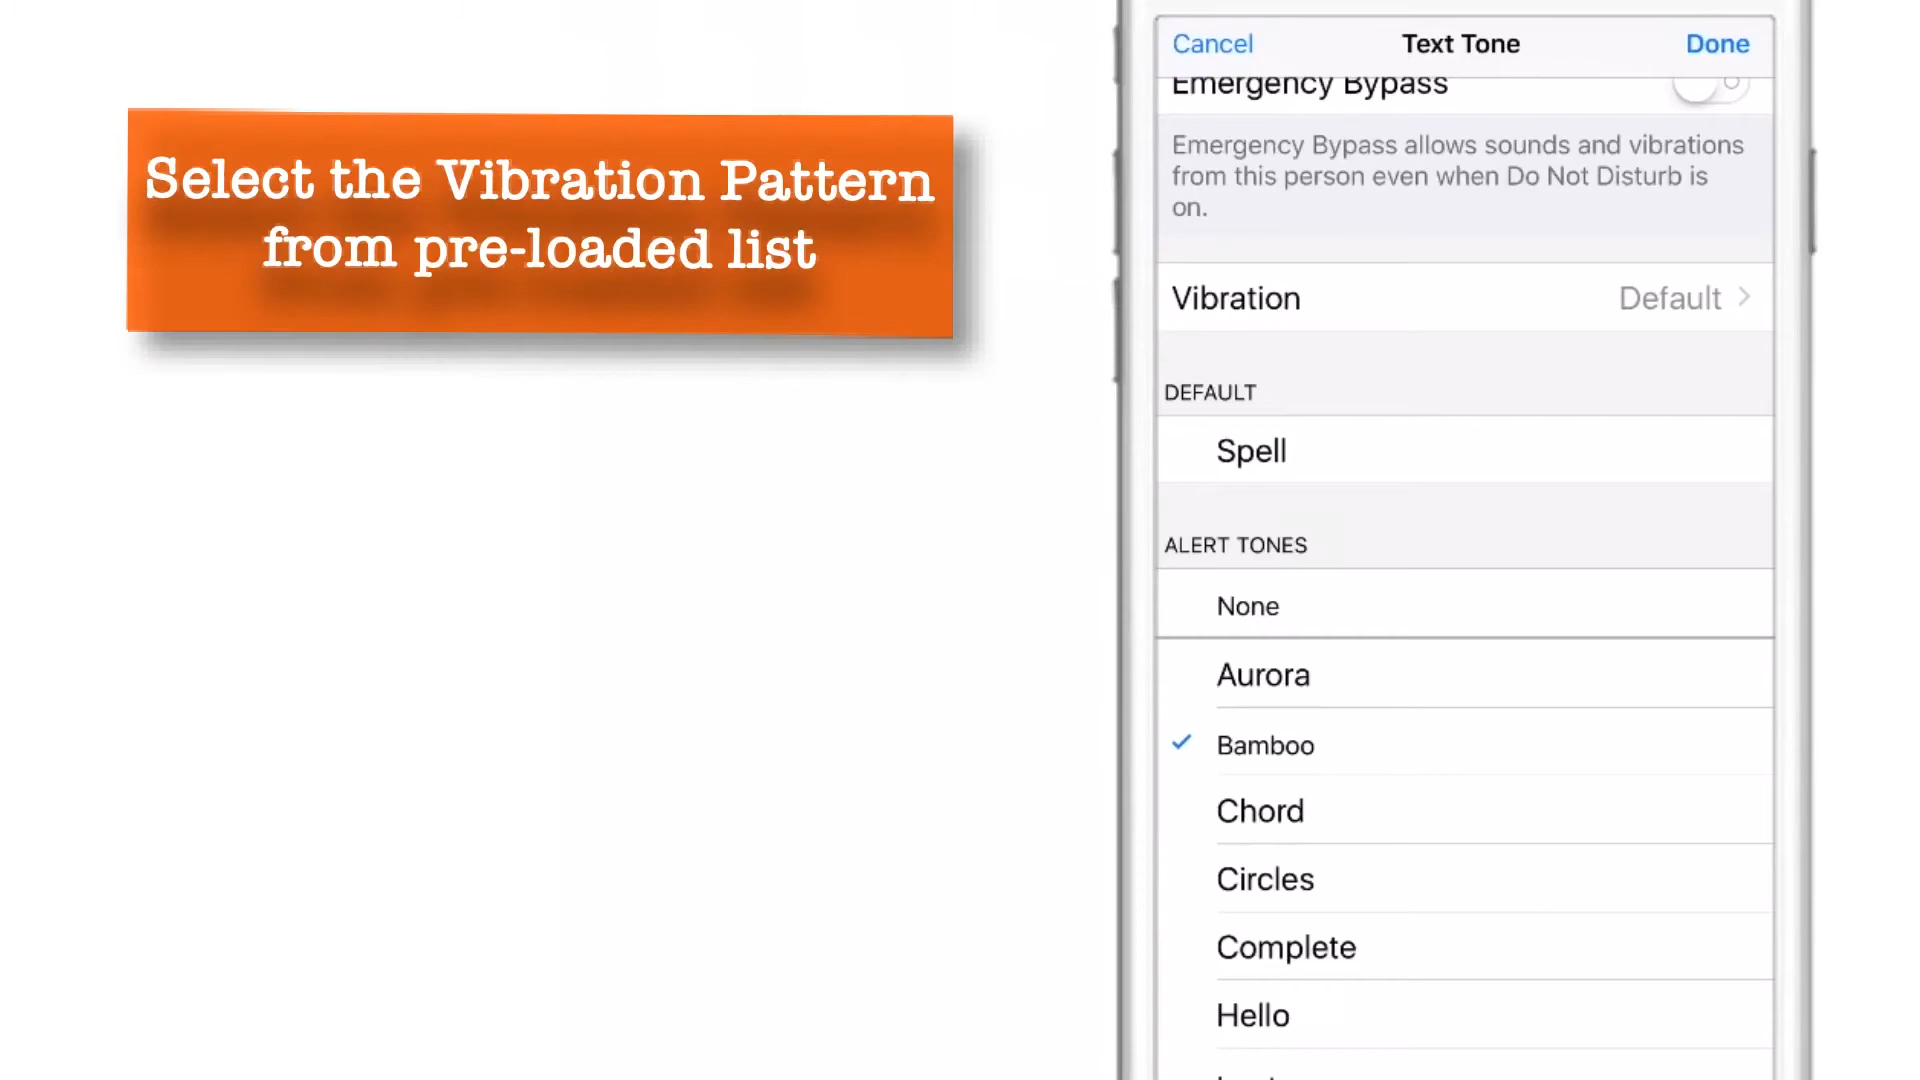 Select the Vibration Pattern
from pre-loaded list
Cancel Text Tone Done
Emergency Bypass
Emergency Bypass allows sounds and vibrations
from this person even when Do Not Disturb is
on.
Vibration Default
DEFAULT
Spell
ALERT TONES
None
Aurora
Bamboo
Chord
Circles
Complete
Hello